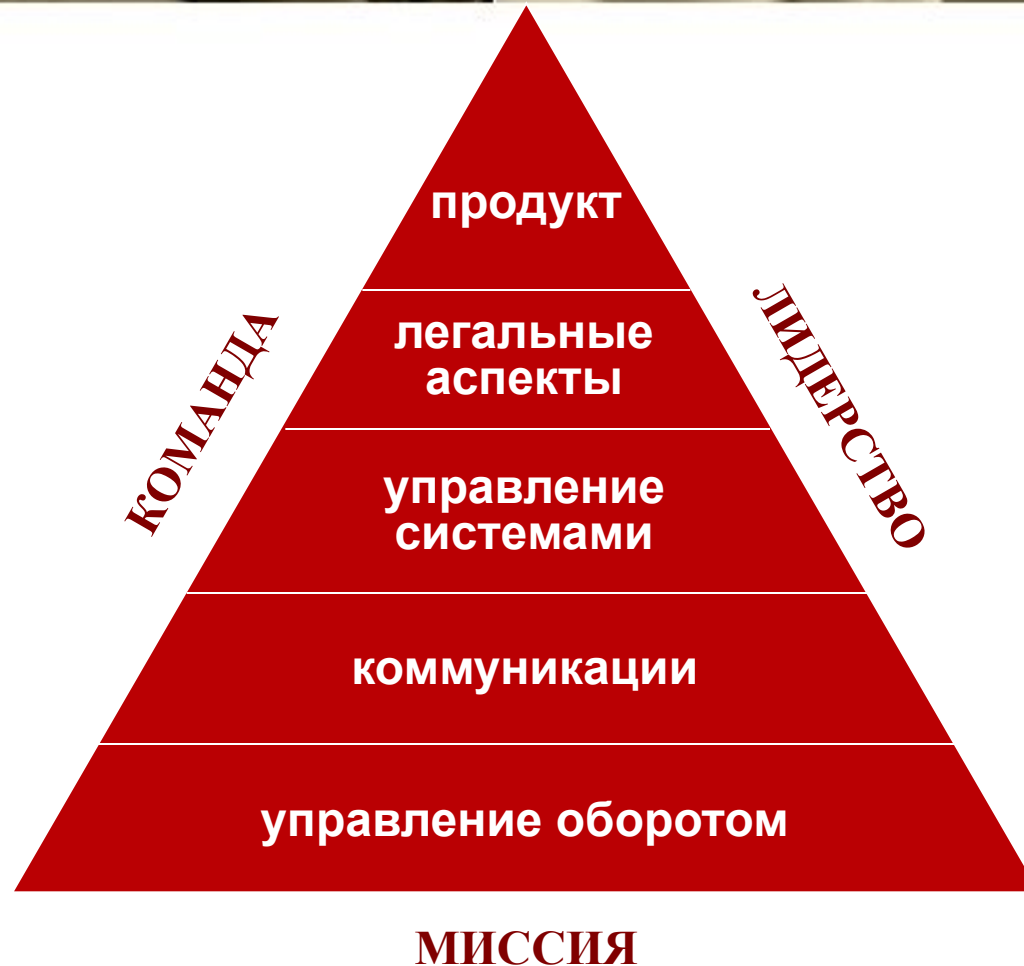 продукт
легальные
аспекты
КОМАНДА
ЛИДЕРСТВО
управление
системами
коммуникации
управление оборотом
МИССИЯ